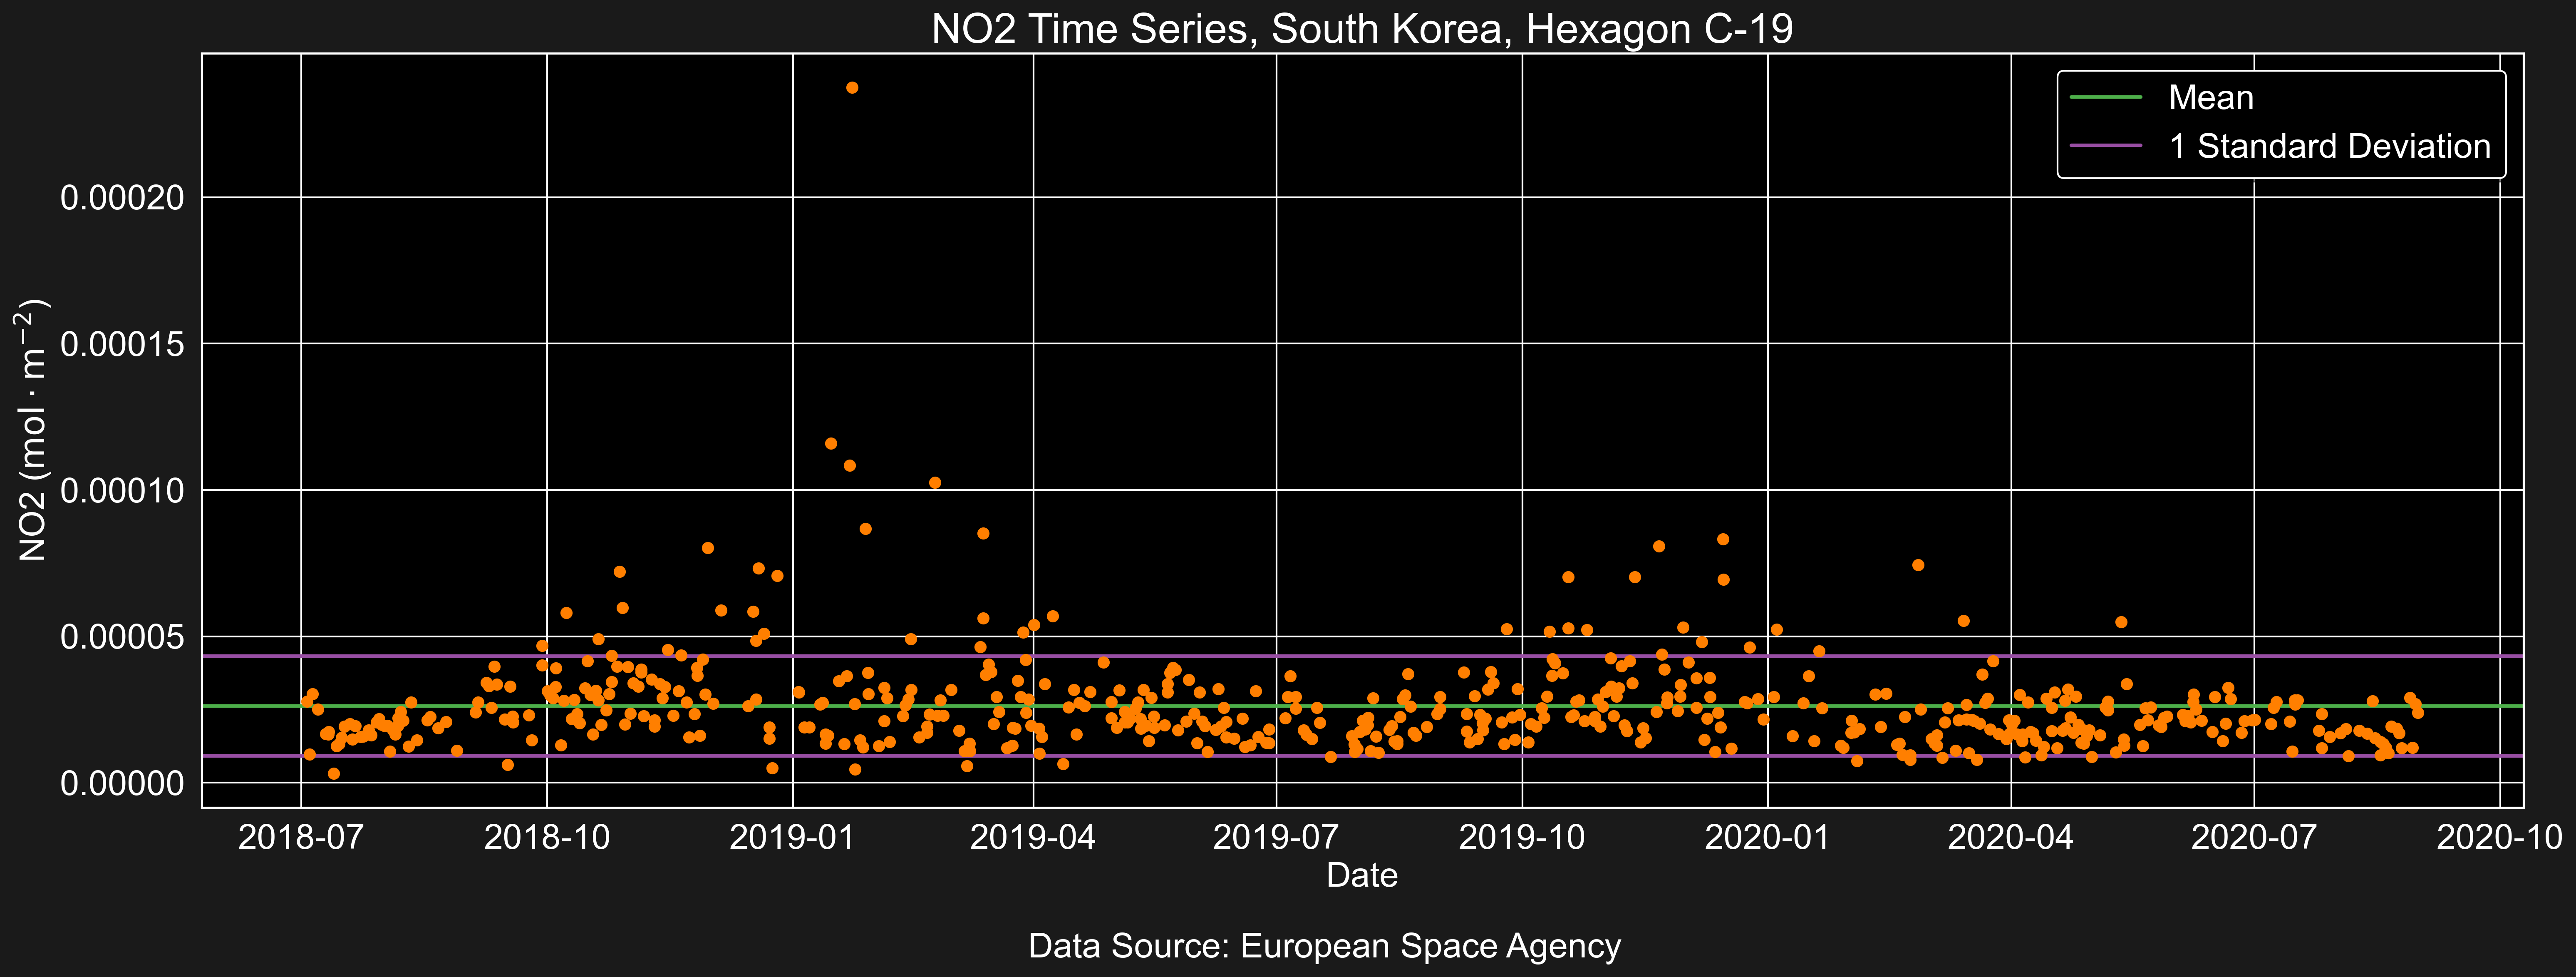 NO2 Time Series, South Korea, Hexagon C-19
Mean
1 Standard Deviation
NO2 (mol · m⁻²)
0.00020
0.00015
0.00010
0.00005
0.00000
2018-07 2018-10 2019-01 2019-04 2019-07 2019-10 2020-01 2020-04 2020-07 2020-10
Date
Data Source: European Space Agency